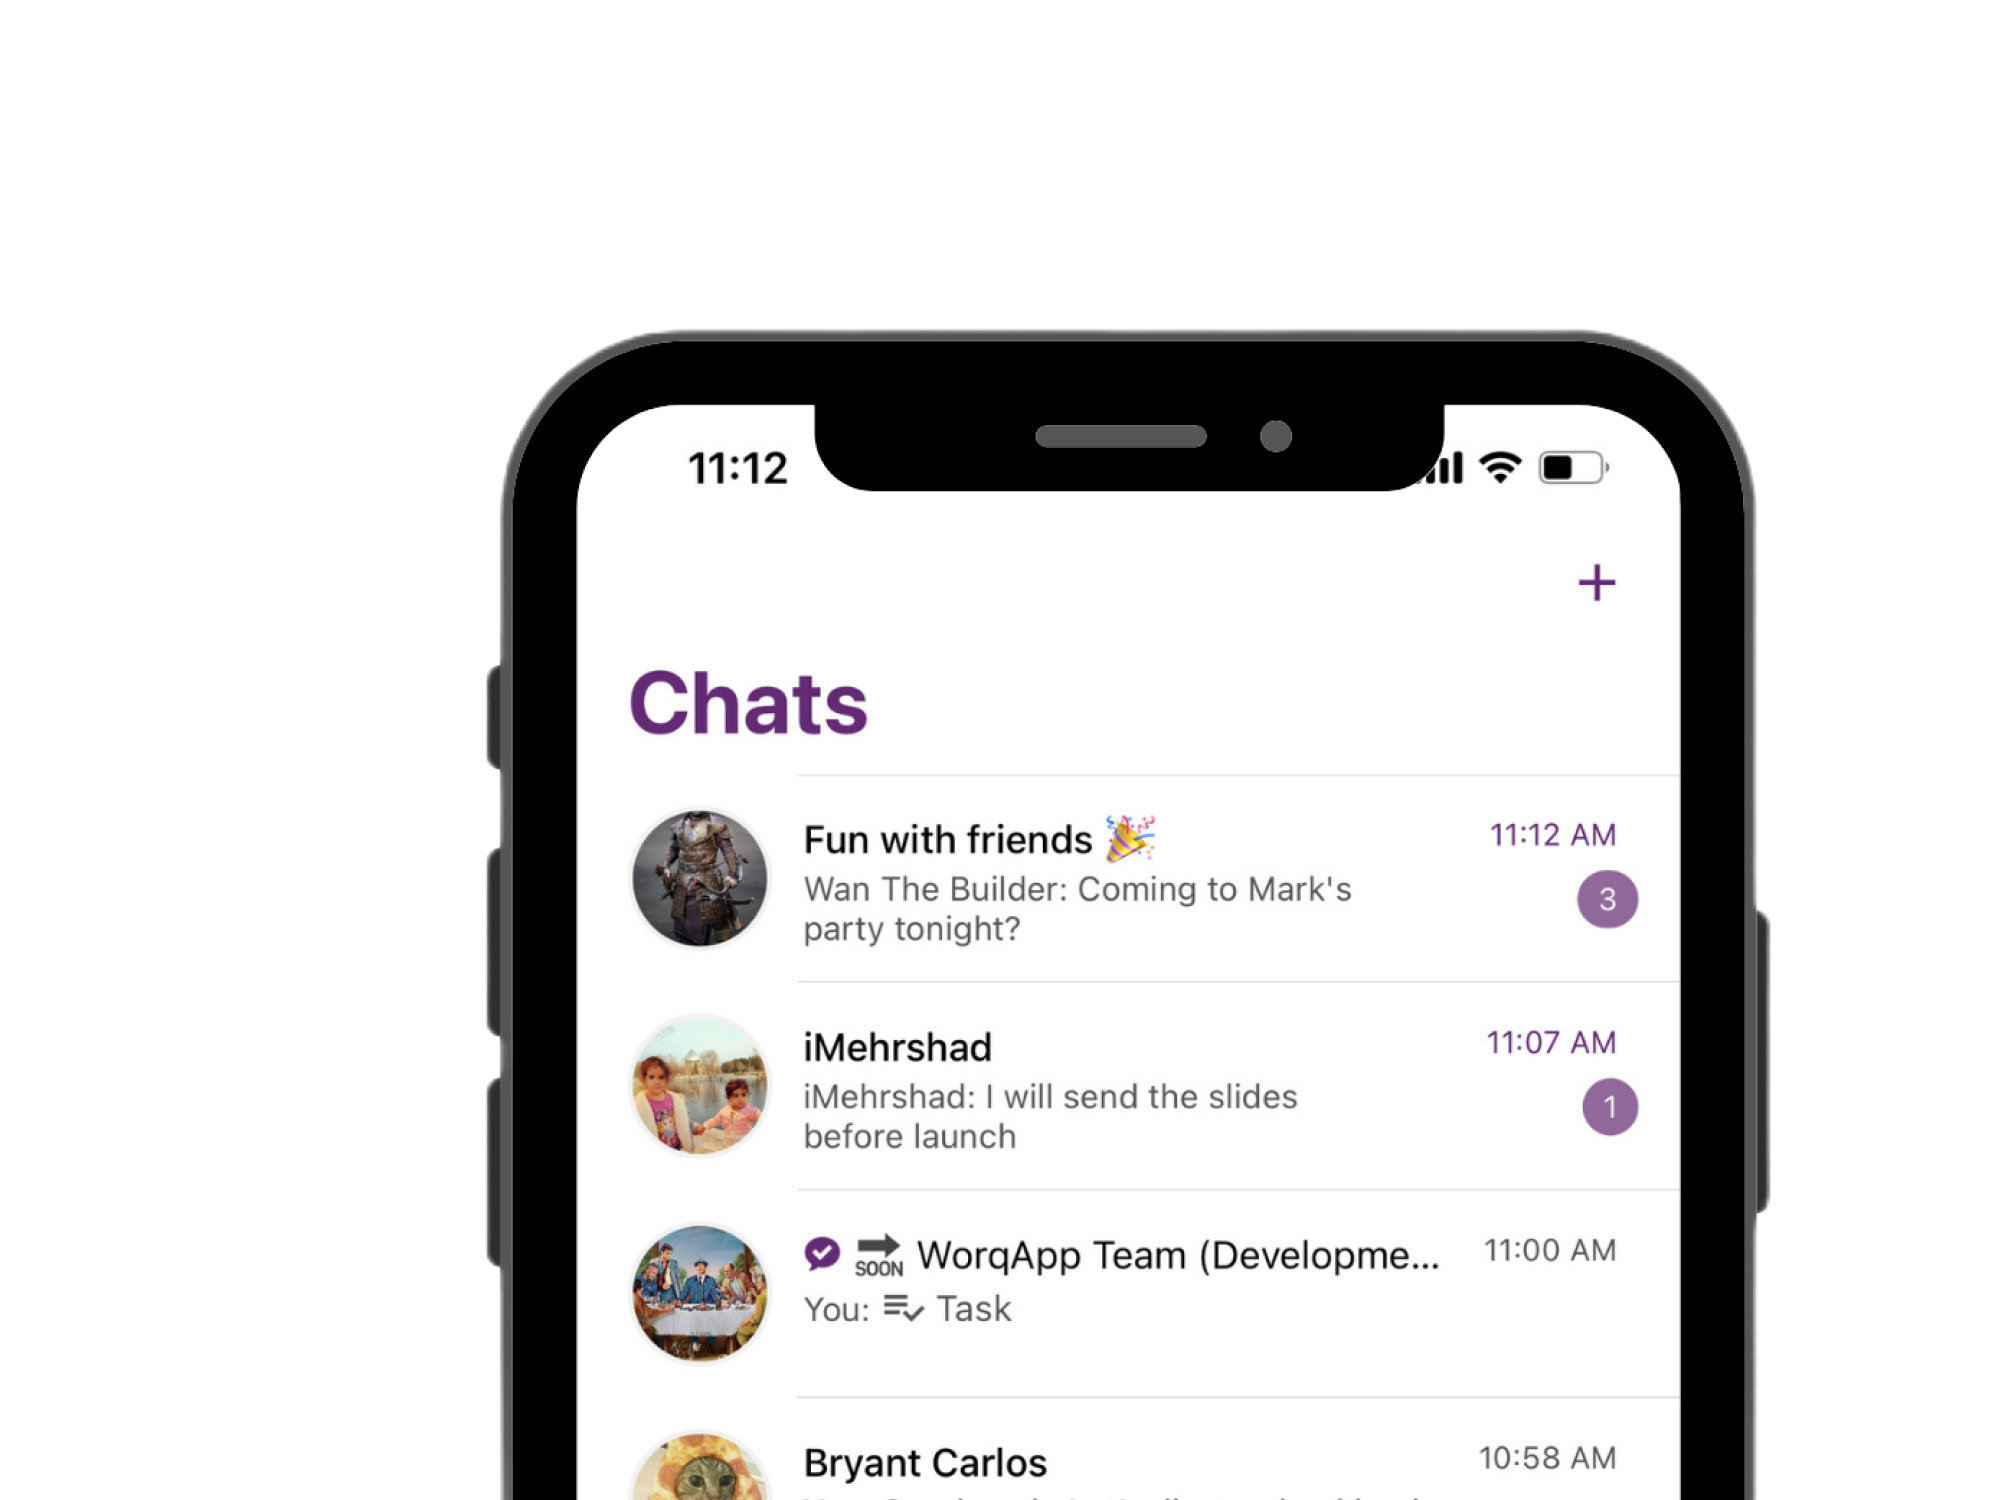 11:12
Chats
Fun with friends 🎉
11:12 AM
Wan The Builder: Coming to Mark's
party tonight?
3
iMehrshad
11:07 AM
iMehrshad: I will send the slides
before launch
1
SOON WorqApp Team (Developme...
11:00 AM
You: Task
Bryant Carlos
10:58 AM